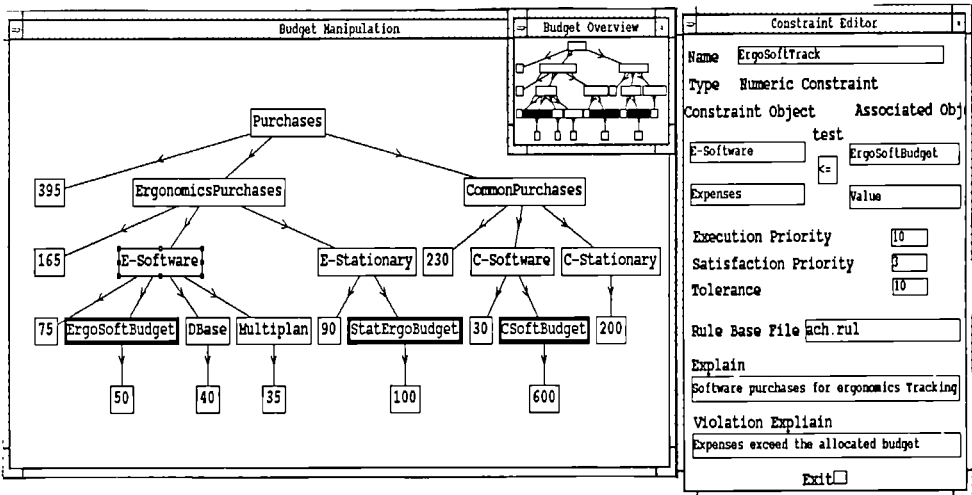 Budget Manipulation
Budget Overview
Purchases
395
ErgonomicsPurchases
CommonPurchases
165
E-Software
E-Stationary
230
C-Software
C-Stationary
75
ErgoSoftBudget
DBase
Multiplan
90
StatErgoBudget
30
CSoftBudget
200
50
40
35
100
600
Constraint Editor
Name ErgoSoftTrack
Type Numeric Constraint
Constraint Object Associated Obj
test
E-Software <= ErgoSoftBudget
Expenses Value
Execution Priority 10
Satisfaction Priority 3
Tolerance 10
Rule Base File ach.rul
Explain
Software purchases for ergonomics Tracking
Violation Expliain
Expenses exceed the allocated budget
Exit